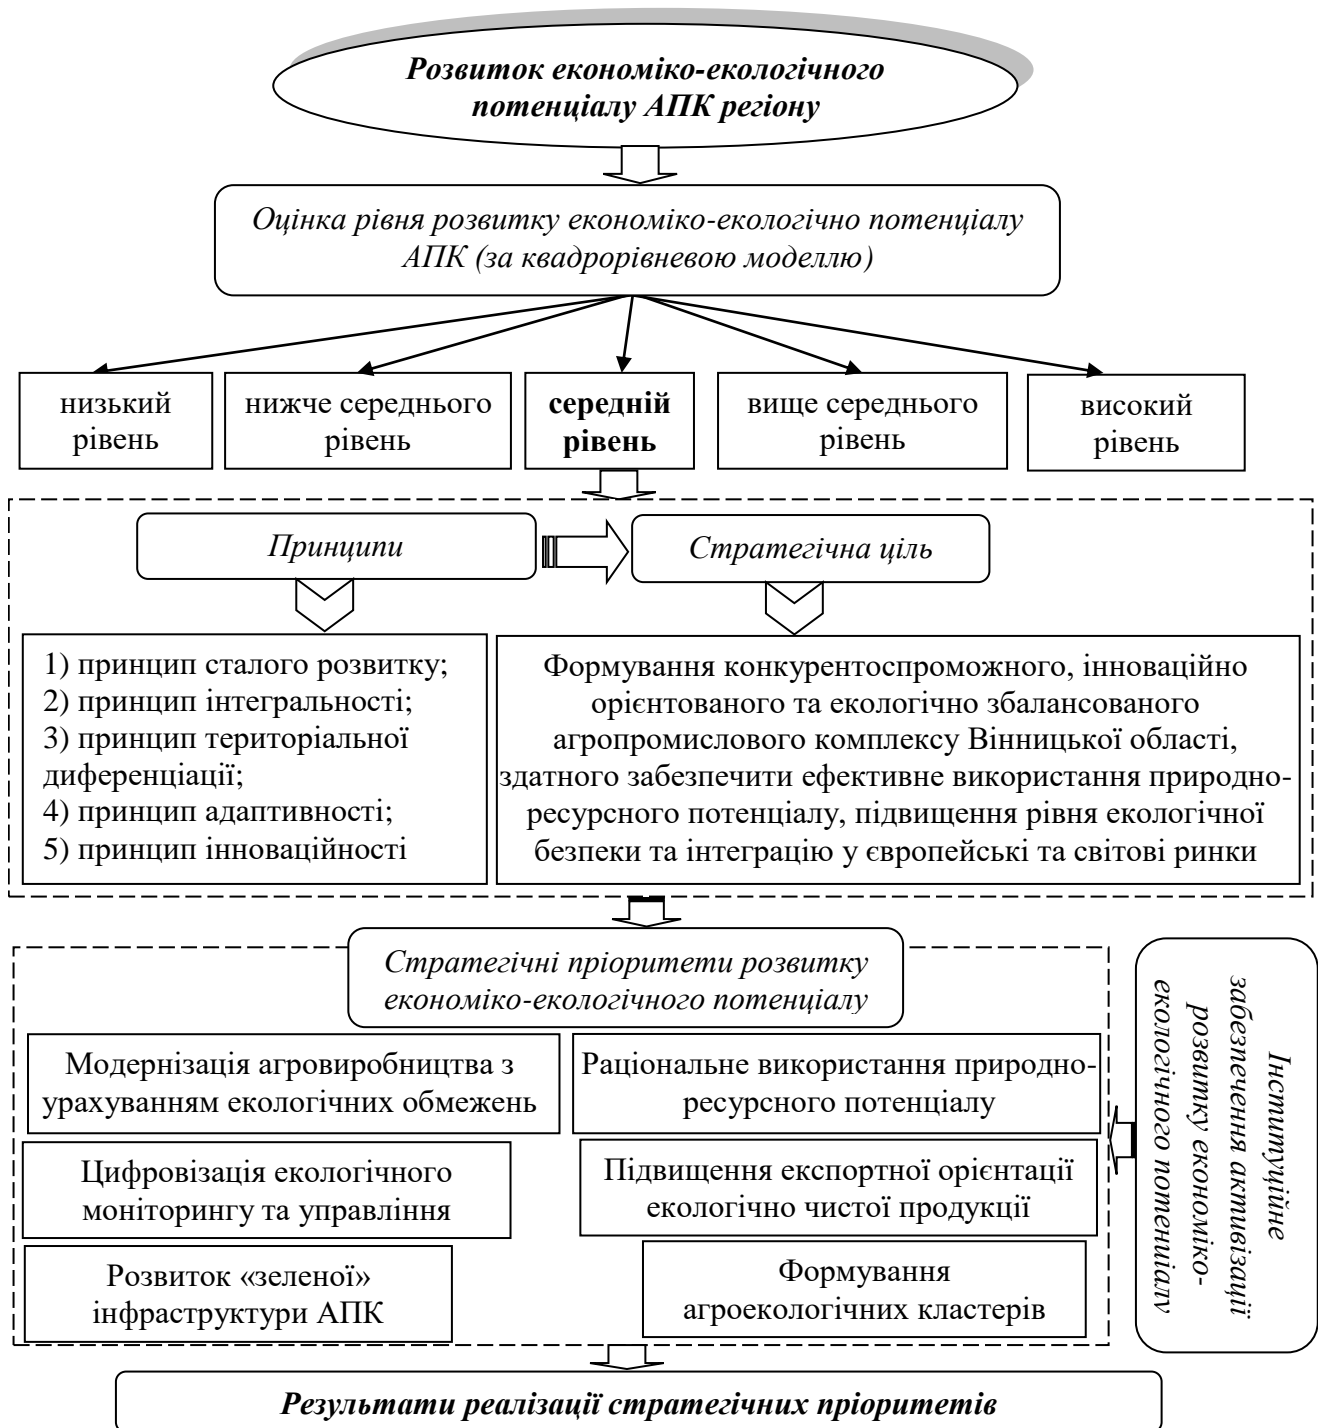 Розвиток економіко-екологічного
потенціалу АПК регіону
Оцінка рівня розвитку економіко-екологічно потенціалу
АПК (за квадрорівневою моделлю)
низький
рівень
нижче середнього
рівень
середній
рівень
вище середнього
рівень
високий
рівень
Принципи
Стратегічна ціль
1) принцип сталого розвитку;
2) принцип інтегральності;
3) принцип територіальної
диференціації;
4) принцип адаптивності;
5) принцип інноваційності
Формування конкурентоспроможного, інноваційно
орієнтованого та екологічно збалансованого
агропромислового комплексу Вінницької області,
здатного забезпечити ефективне використання природно-
ресурсного потенціалу, підвищення рівня екологічної
безпеки та інтеграцію у європейські та світові ринки
Стратегічні пріоритети розвитку
економіко-екологічного потенціалу
Модернізація агровиробництва з
урахуванням екологічних обмежень
Раціональне використання природно-
ресурсного потенціалу
Цифровізація екологічного
моніторингу та управління
Підвищення експортної орієнтації
екологічно чистої продукції
Розвиток «зеленої»
інфраструктури АПК
Формування
агроекологічних кластерів
Інституційне
забезпечення активізації
розвитку економіко-
екологічного потенціалу
Результати реалізації стратегічних пріоритетів